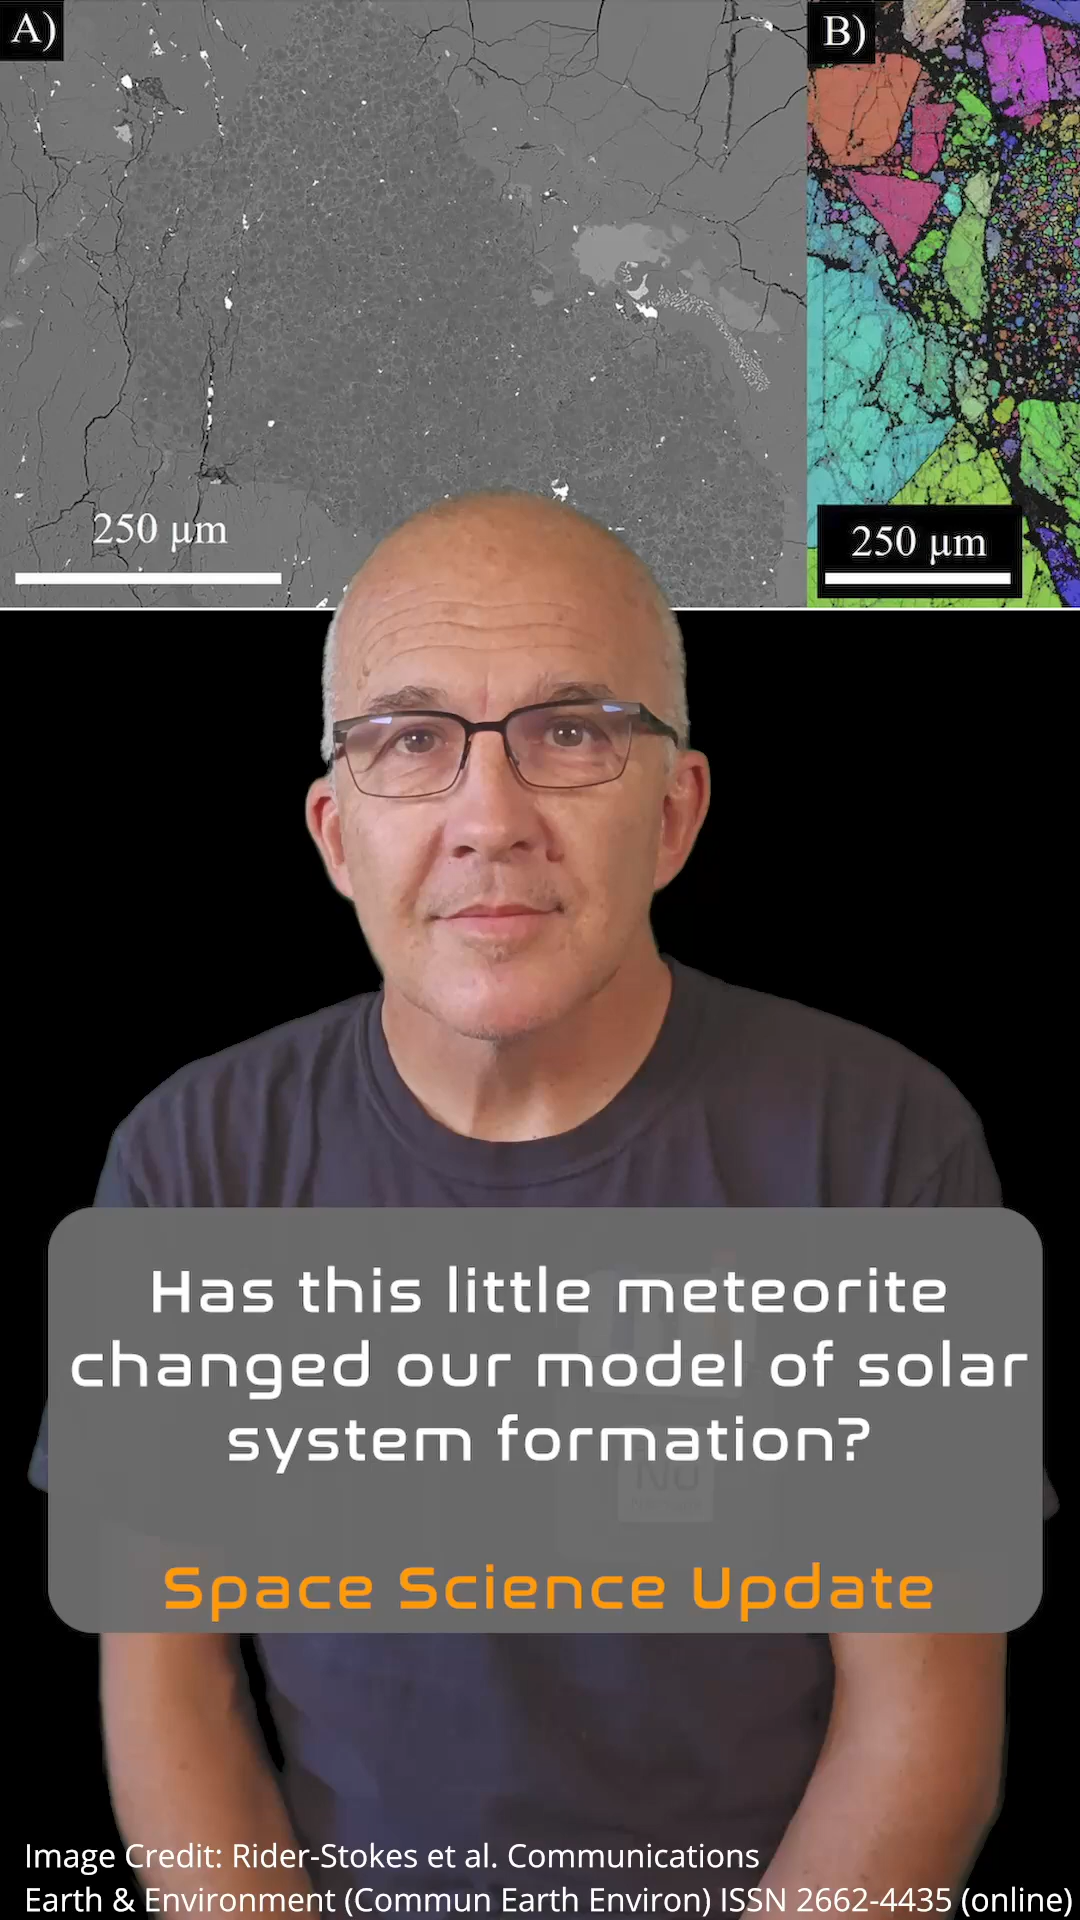 A)
B)
250 µm
250 µm
Has this little meteorite
changed our model of solar
system formation?
Space Science Update
Image Credit: Rider-Stokes et al. Communications
Earth & Environment (Commun Earth Environ) ISSN 2662-4435 (online)